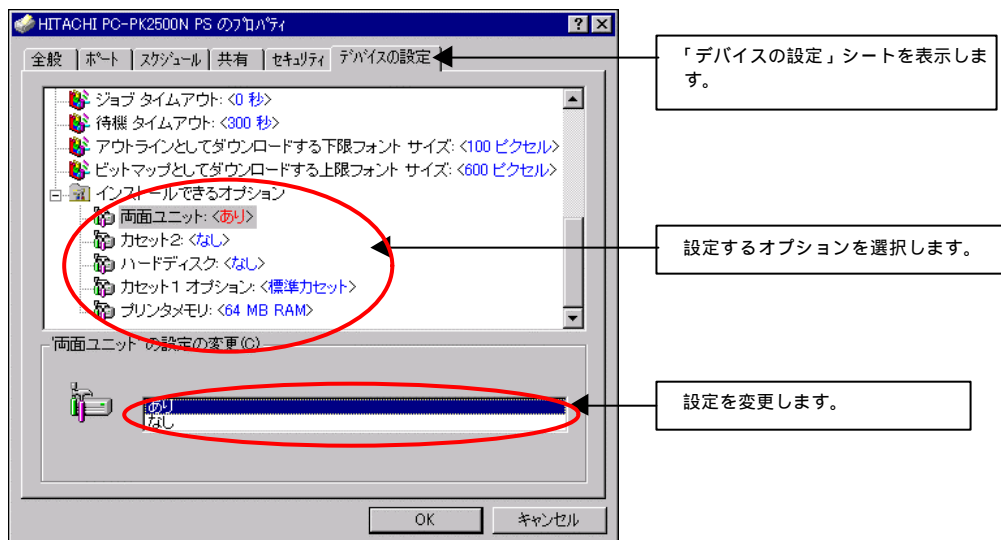 HITACHI PC-PK2500N PS のﾌﾟﾛﾊﾟﾃｨ
全般 ﾎﾟｰﾄ ｽｹｼﾞｭｰﾙ 共有 ｾｷｭﾘﾃｨ ﾃﾞﾊﾞｲｽの設定
「デバイスの設定」シートを表示しま
す。
ジョブ タイムアウト: <0 秒>
待機 タイムアウト: <300 秒>
アウトラインとしてダウンロードする下限フォント サイズ: <100 ピクセル>
ビットマップとしてダウンロードする上限フォント サイズ: <600 ピクセル>
インストールできるオプション
両面ユニット: <あり>
カセット2: <なし>
ハードディスク: <なし>
カセット1 オプション: <標準カセット>
プリンタメモリ: <64 MB RAM>
設定するオプションを選択します。
'両面ユニット' の設定の変更(C)
あり
なし
設定を変更します。
OK キャンセル